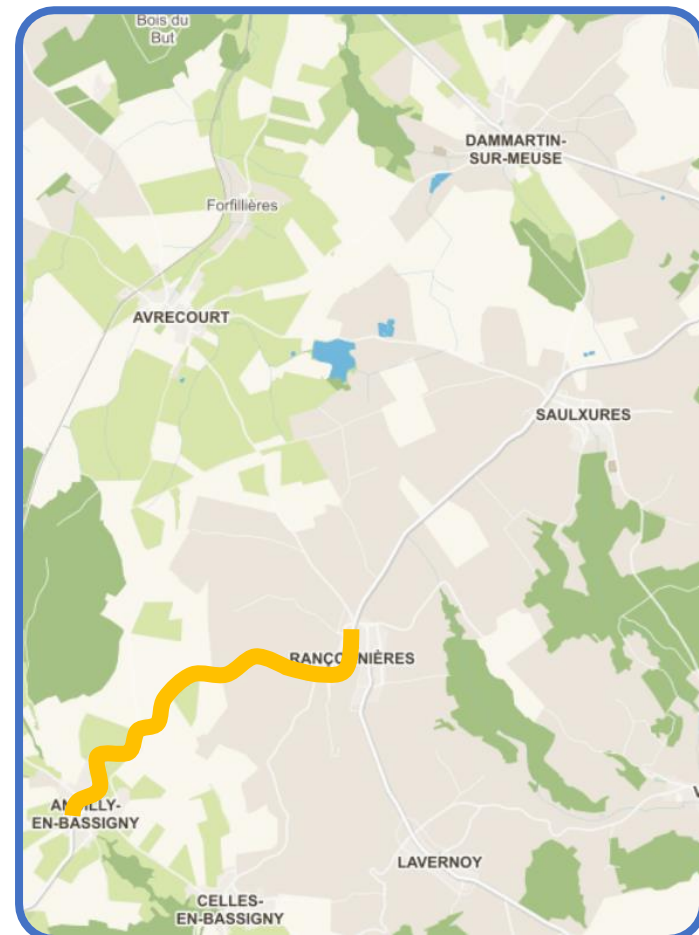 Bois du
But
DAMMARTIN-
SUR-MEUSE
Forfillières
AVRECOURT
SAULXURES
RANÇONNIÈRES
EN-BASSIGNY
LAVERNOY
CELLES-
EN-BASSIGNY